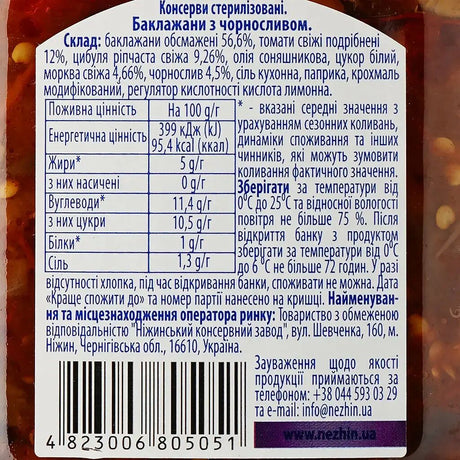 Консерви стерилізовані.
Баклажани з чорносливом.
Склад: баклажани обсмажені 56,6%, томати свіжі подрібнені
12%, цибуля ріпчаста свіжа 9,26%, олія соняшникова, цукор білий,
морква свіжа 4,66%, чорнослив 4,5%, сіль кухонна, паприка, крохмаль
модифікований, регулятор кислотності кислота лимонна.
Поживна цінність На 100 g/г
Енергетична цінність 399 кДж (kJ)
95,4 kcal (ккал)
Жири* 5 g/г
з них насичені 0 g/г
Вуглеводи* 11,4 g/г
з них цукри 10,5 g/г
Білки* 1 g/г
Сіль 1,3 g/г
* - вказані середні значення з
урахуванням сезонних коливань,
динаміки споживання та інших
чинників, які можуть зумовити
коливання фактичного значення.
Зберігати за температури від
0°С до 25°С та відносної вологості
повітря не більше 75 %. Після
відкриття банку з продуктом
зберігати за температури від 0°С
до 6 °С не більше 72 годин. У разі
відсутності хлопка, під час відкривання банки, споживати не можна. Дата
«Краще спожити до» та номер партії нанесено на кришці. Найменуван-
ня та місцезнаходження оператора ринку: Товариство з обмеженою
відповідальністю "Ніжинський консервний завод", вул. Шевченка, 160, м.
Ніжин, Чернігівська обл., 16610, Україна.
Зауваження щодо якості
продукції приймаються за
телефоном: +38 044 593 03 29
та e-mail: info@nezhin.ua
www.nezhin.ua
4 823006 805051